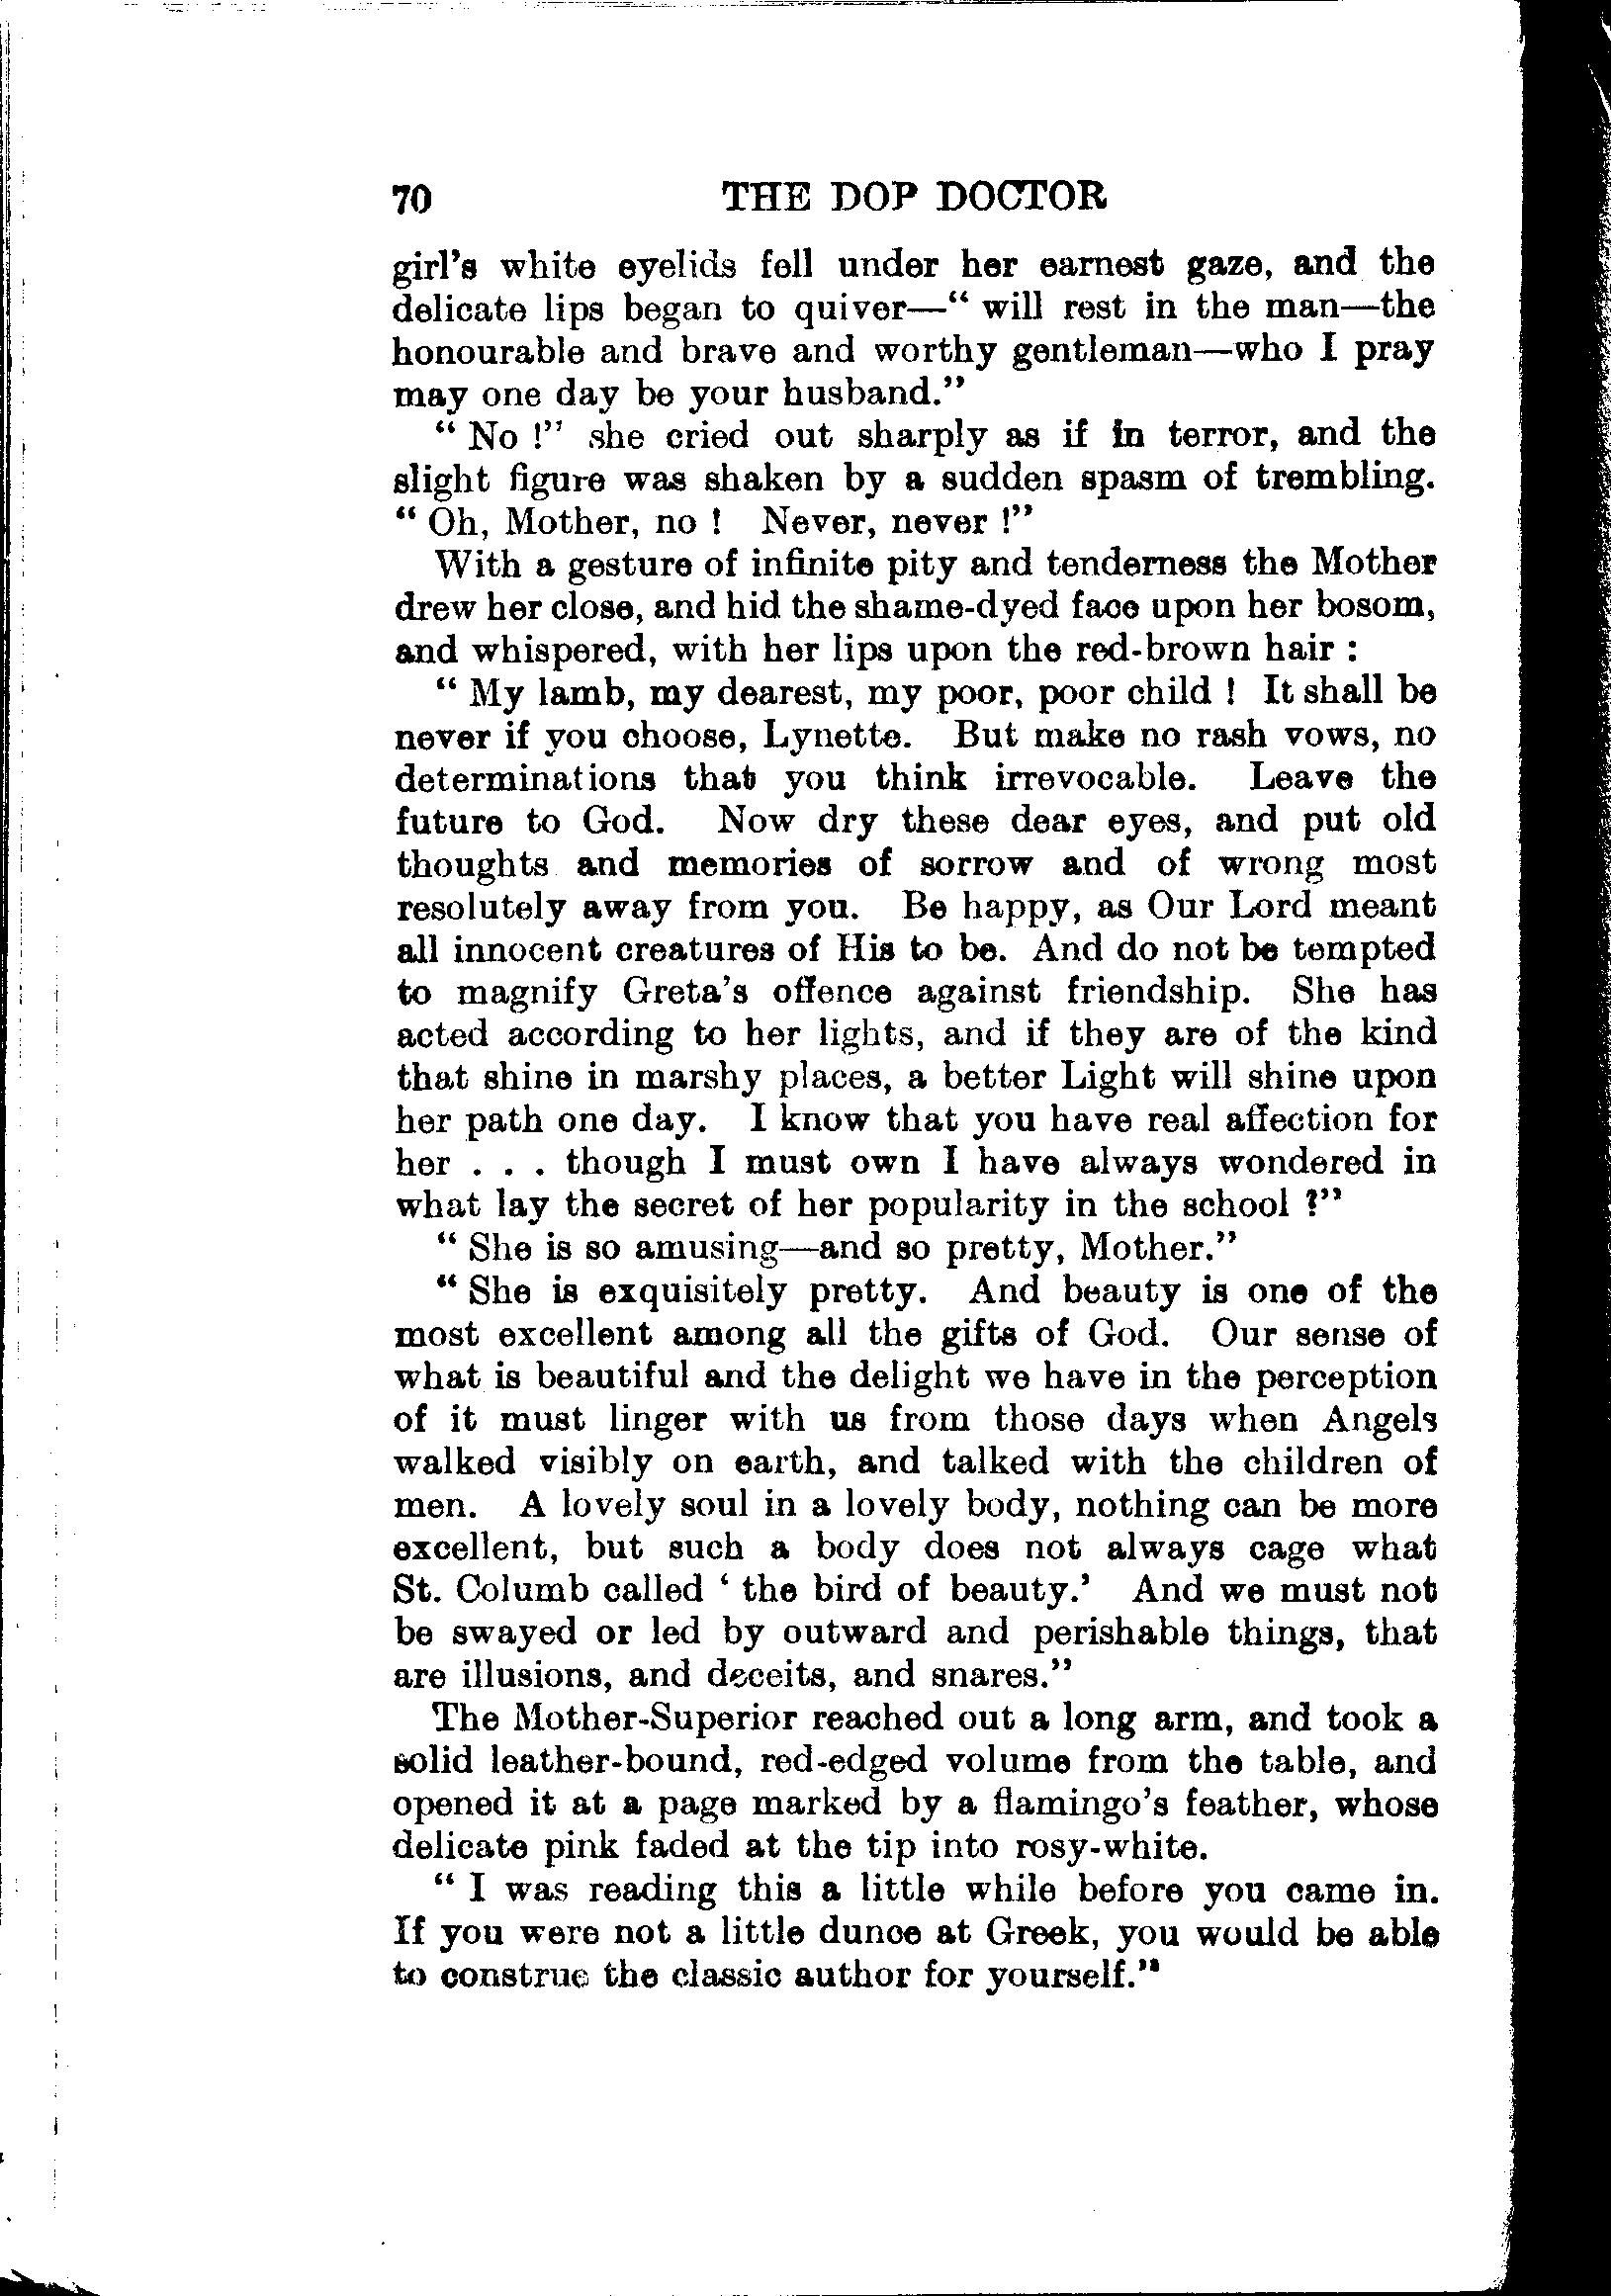 70 THE DOP DOCTOR
girl's white eyelids fell under her earnest gaze, and the
delicate lips began to quiver—“ will rest in the man—the
honourable and brave and worthy gentleman—who I pray
may one day be your husband.”
“ No !” she cried out sharply as if in terror, and the
slight figure was shaken by a sudden spasm of trembling.
“ Oh, Mother, no ! Never, never !”
With a gesture of infinite pity and tenderness the Mother
drew her close, and hid the shame-dyed face upon her bosom,
and whispered, with her lips upon the red-brown hair :
“ My lamb, my dearest, my poor, poor child ! It shall be
never if you choose, Lynette. But make no rash vows, no
determinations that you think irrevocable. Leave the
future to God. Now dry these dear eyes, and put old
thoughts and memories of sorrow and of wrong most
resolutely away from you. Be happy, as Our Lord meant
all innocent creatures of His to be. And do not be tempted
to magnify Greta's offence against friendship. She has
acted according to her lights, and if they are of the kind
that shine in marshy places, a better Light will shine upon
her path one day. I know that you have real affection for
her . . . though I must own I have always wondered in
what lay the secret of her popularity in the school ?”
“ She is so amusing—and so pretty, Mother.”
“ She is exquisitely pretty. And beauty is one of the
most excellent among all the gifts of God. Our sense of
what is beautiful and the delight we have in the perception
of it must linger with us from those days when Angels
walked visibly on earth, and talked with the children of
men. A lovely soul in a lovely body, nothing can be more
excellent, but such a body does not always cage what
St. Columb called ‘ the bird of beauty.’ And we must not
be swayed or led by outward and perishable things, that
are illusions, and deceits, and snares.”
The Mother-Superior reached out a long arm, and took a
solid leather-bound, red-edged volume from the table, and
opened it at a page marked by a flamingo's feather, whose
delicate pink faded at the tip into rosy-white.
“ I was reading this a little while before you came in.
If you were not a little dunce at Greek, you would be able
to construe the classic author for yourself.”